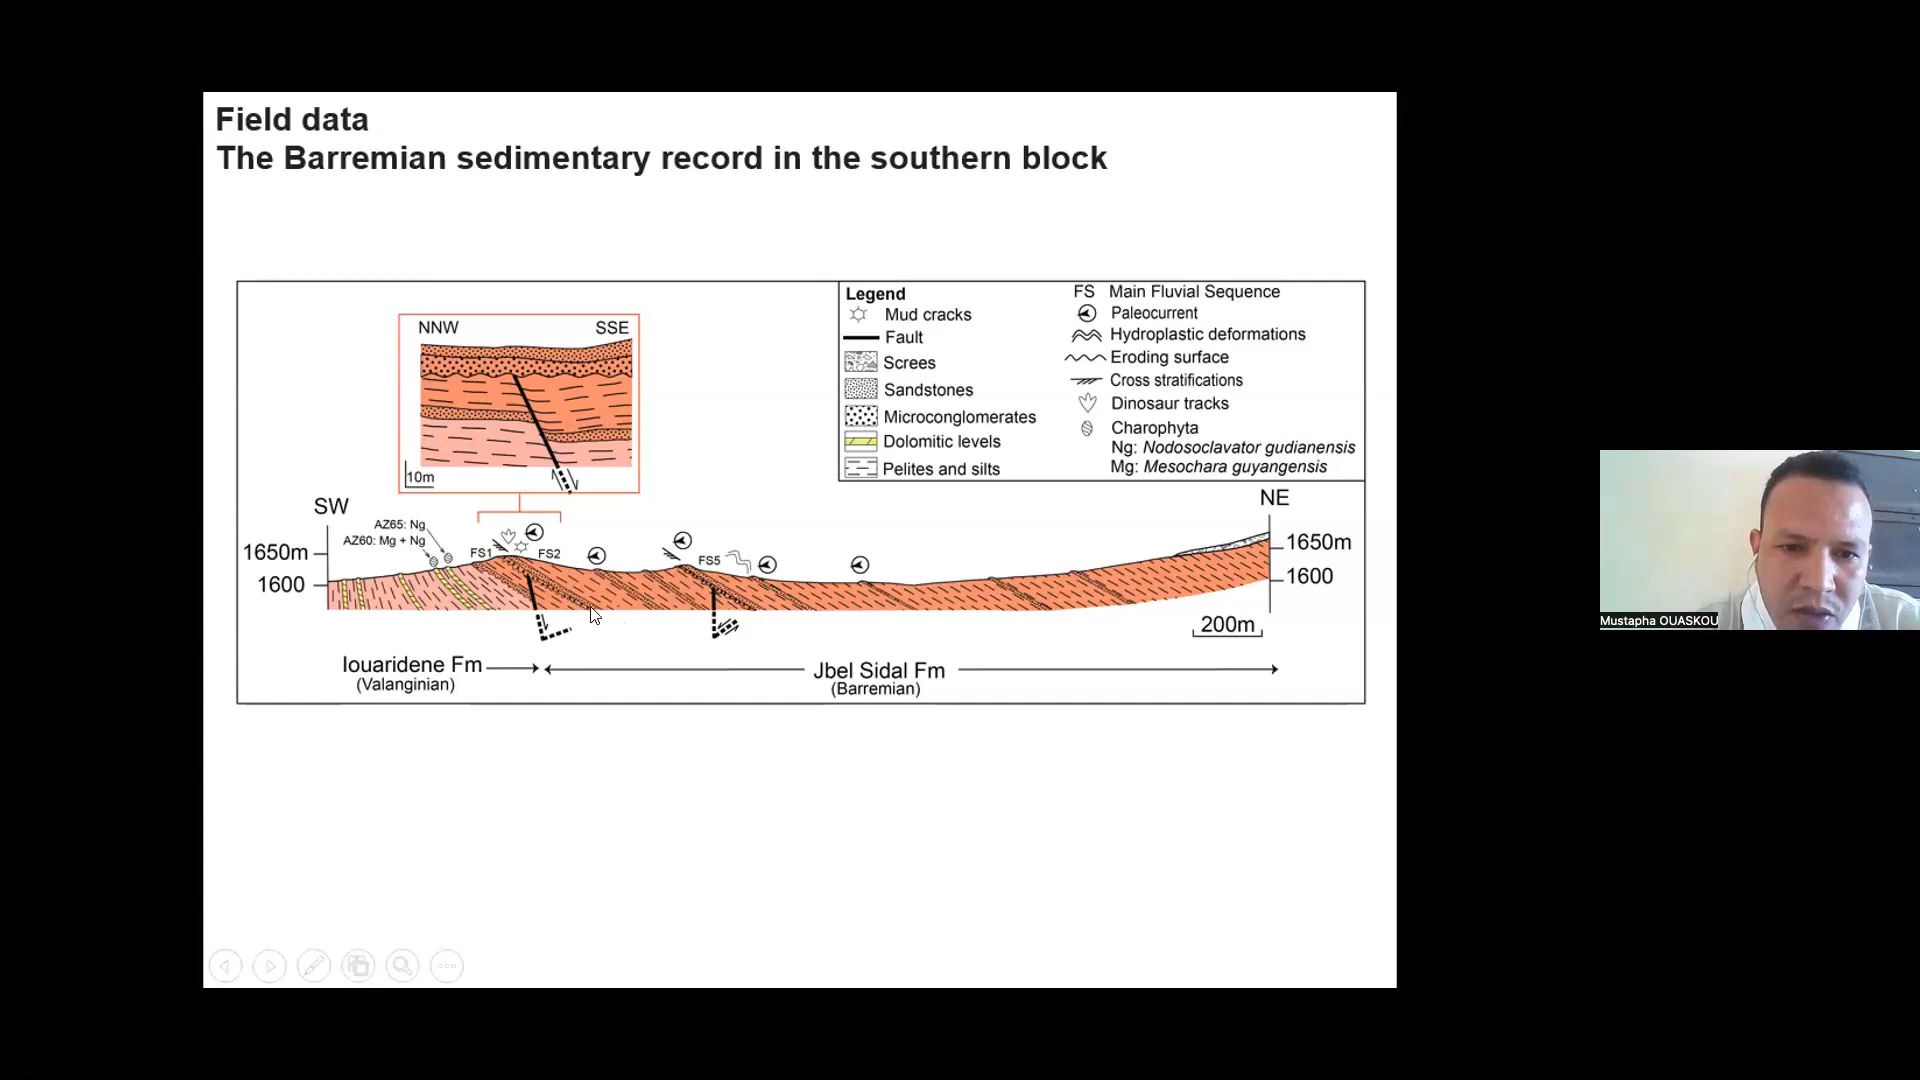 Field data
The Barremian sedimentary record in the southern block
NNW SSE
10m
Legend
Mud cracks
Fault
Screes
Sandstones
Microconglomerates
Dolomitic levels
Pelites and silts
FS Main Fluvial Sequence
Paleocurrent
Hydroplastic deformations
Eroding surface
Cross stratifications
Dinosaur tracks
Charophyta
Ng: Nodosoclavator gudianensis
Mg: Mesochara guyangensis
SW
NE
AZ65: Ng
AZ60: Mg + Ng
FS1
FS2
FS5
1650m
1600
1650m
1600
200m
Iouaridene Fm
(Valanginian)
Jbel Sidal Fm
(Barremian)
Mustapha OUASKOU